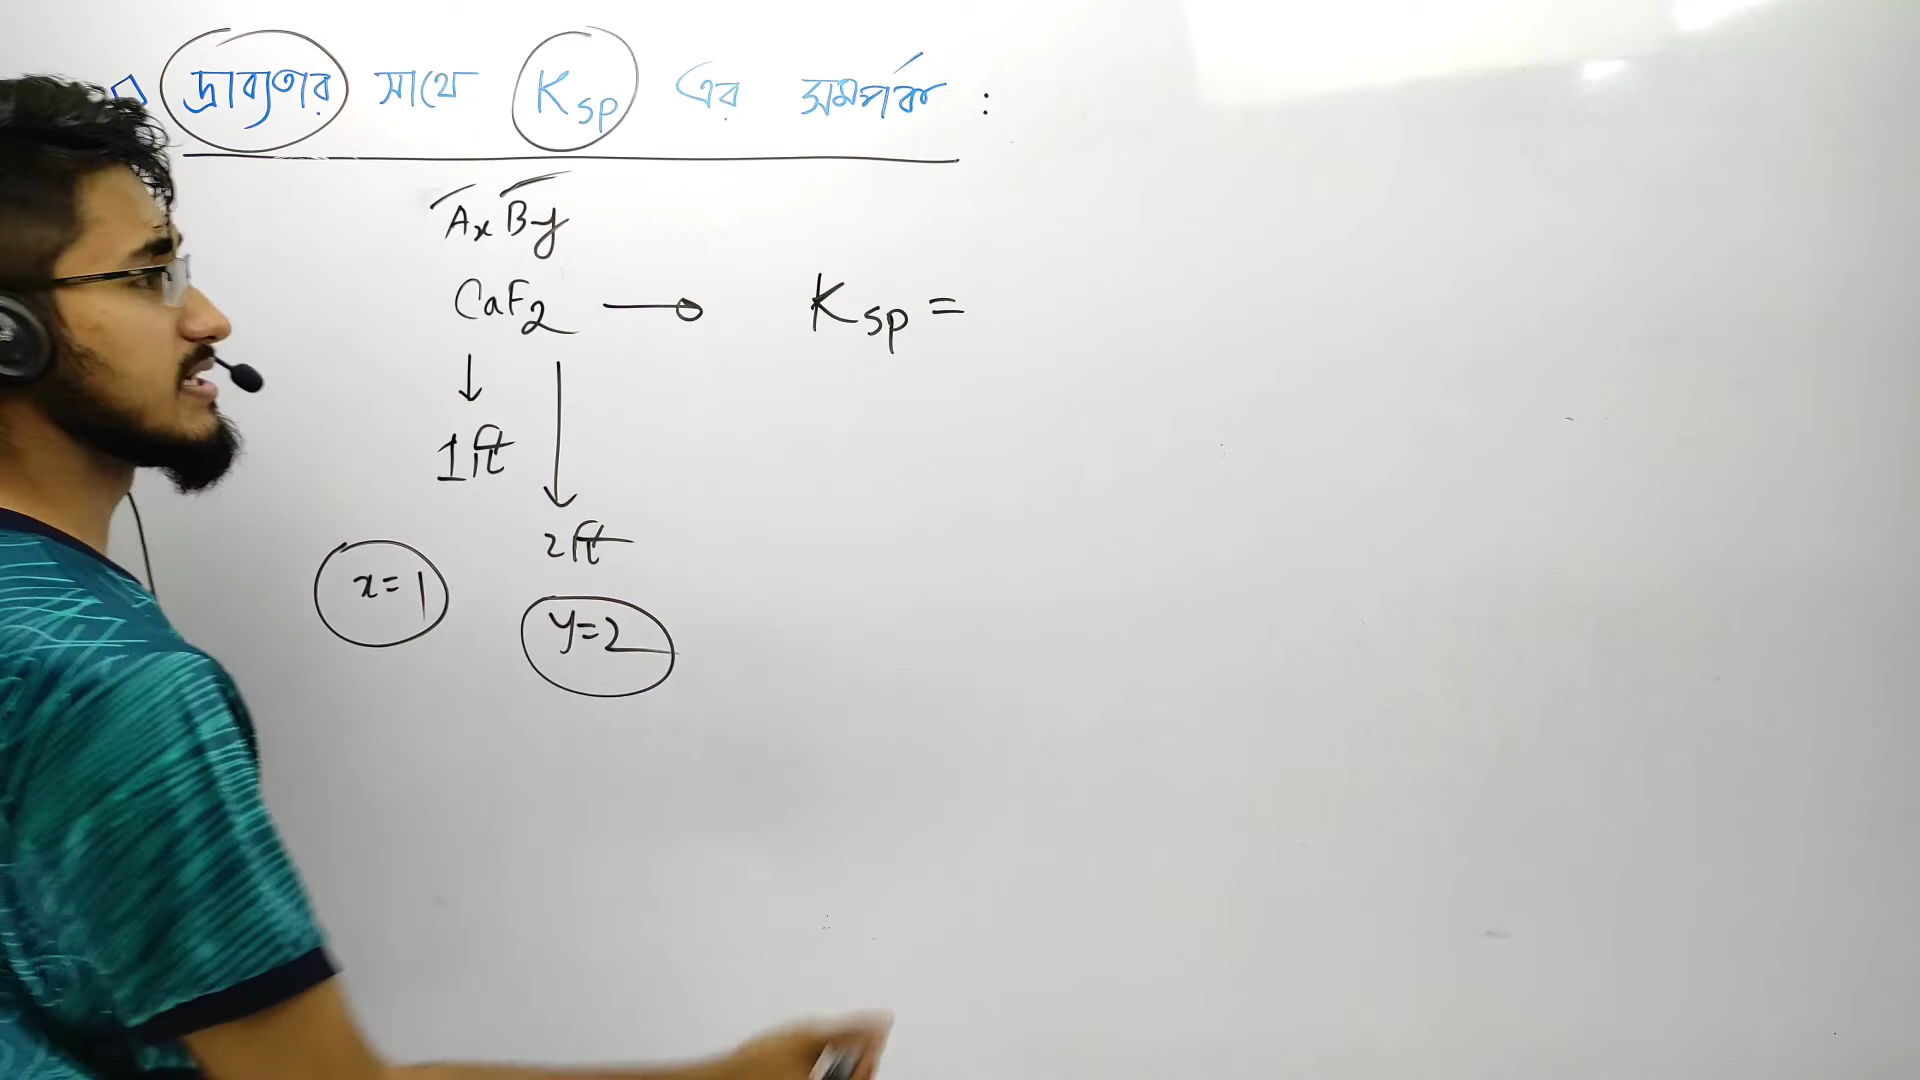 দ্রাব্যতার সাথে Ksp এর সম্পর্ক :
AxBy
CaF2 → Ksp =
↓ ↓
1টি
2টি
x=1
y=2